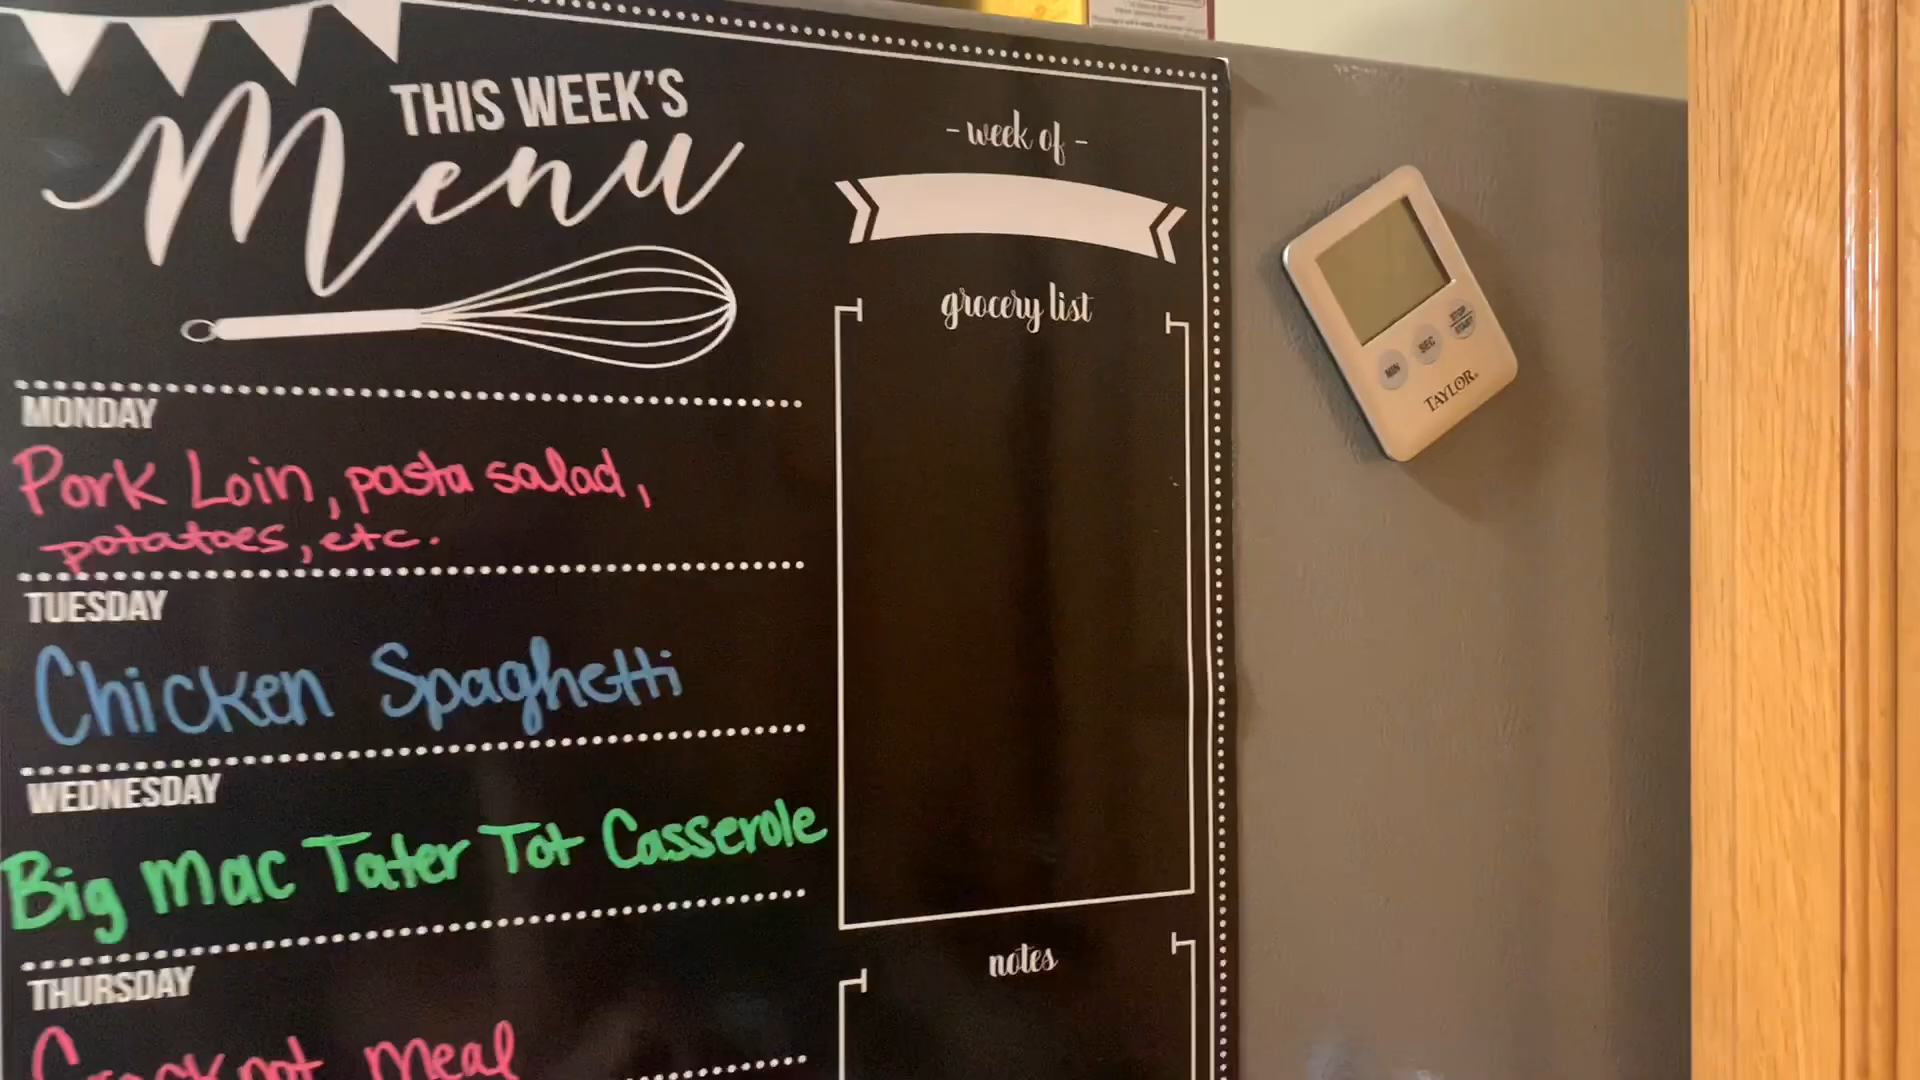 THIS WEEK'S
Menu
- week of -
grocery list
MONDAY
Pork Loin, pasta salad,
potatoes, etc.
TUESDAY
Chicken Spaghetti
WEDNESDAY
Big Mac Tater Tot Casserole
THURSDAY
Crockpot Meal
notes
MIN
SEC
STOP
START
TAYLOR